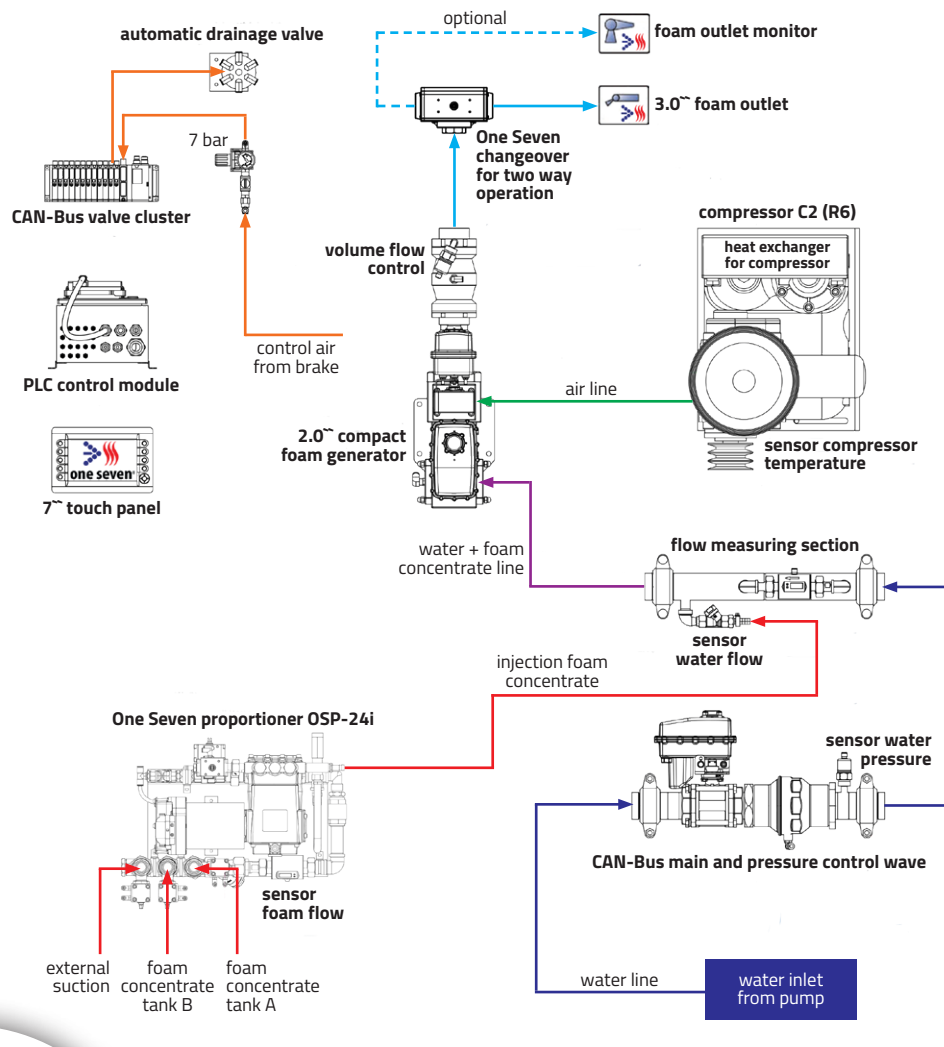 optional
automatic drainage valve
foam outlet monitor
3.0˜ foam outlet
7 bar
One Seven
changeover
for two way
operation
CAN-Bus valve cluster
compressor C2 (R6)
heat exchanger
for compressor
volume flow
control
control air
from brake
PLC control module
air line
2.0˜ compact
foam generator
sensor compressor
temperature
one seven
7˜ touch panel
water + foam
concentrate line
flow measuring section
sensor
water flow
injection foam
concentrate
One Seven proportioner OSP-24i
sensor water
pressure
CAN-Bus main and pressure control wave
sensor
foam flow
external
suction
foam
concentrate
tank B
foam
concentrate
tank A
water line
water inlet
from pump